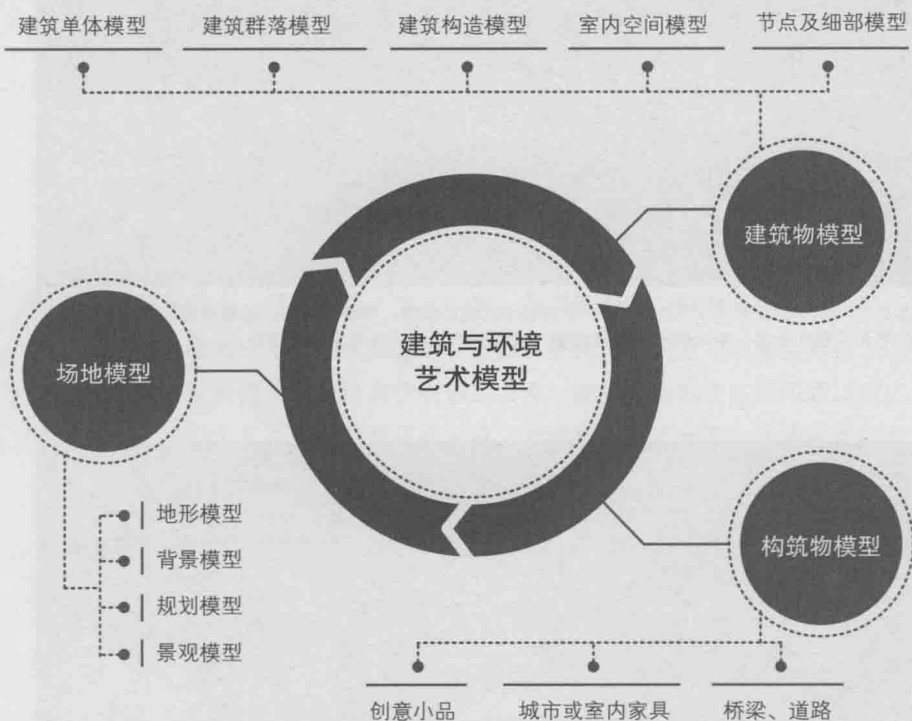 建筑单体模型
建筑群落模型
建筑构造模型
室内空间模型
节点及细部模型
建筑物模型
建筑与环境
艺术模型
场地模型
地形模型
背景模型
规划模型
景观模型
构筑物模型
创意小品
城市或室内家具
桥梁、道路